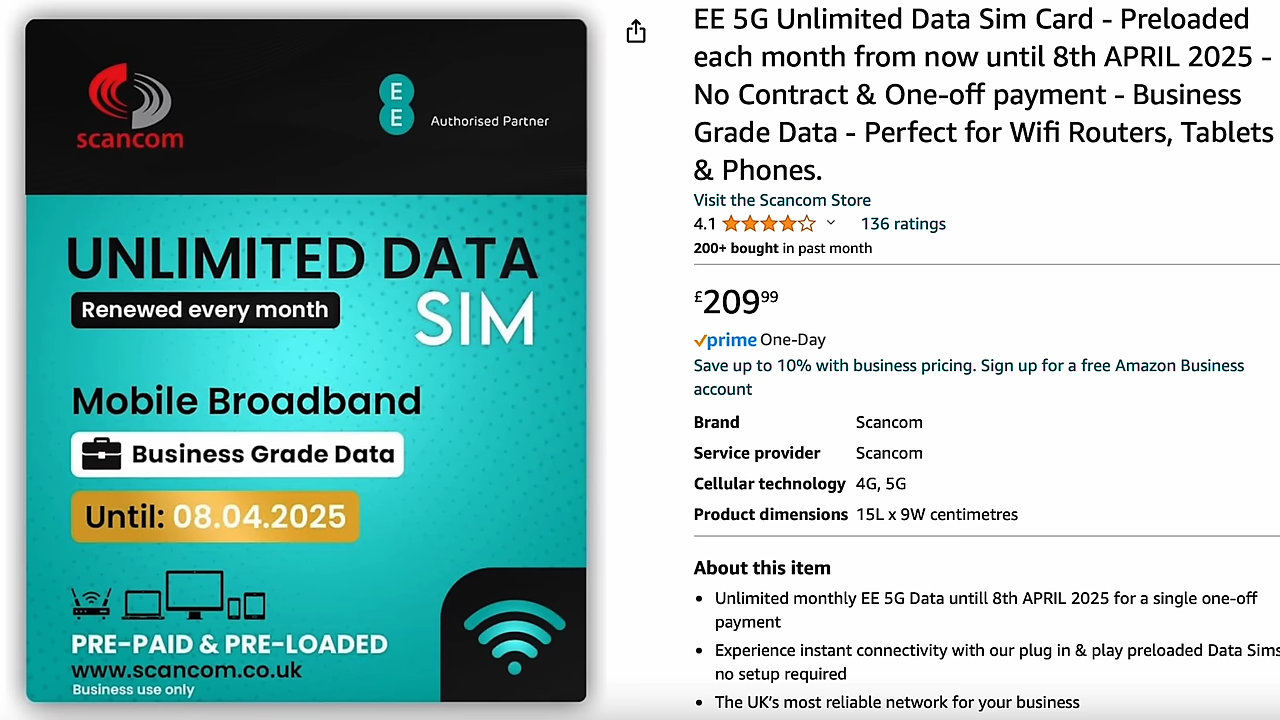 scancom
E
E
Authorised Partner
UNLIMITED DATA
Renewed every month
SIM
Mobile Broadband
Business Grade Data
Until: 08.04.2025
PRE-PAID & PRE-LOADED
www.scancom.co.uk
Business use only
EE 5G Unlimited Data Sim Card - Preloaded
each month from now until 8th APRIL 2025 -
No Contract & One-off payment - Business
Grade Data - Perfect for Wifi Routers, Tablets
& Phones.
Visit the Scancom Store
4.1 136 ratings
200+ bought in past month
£209.99
prime One-Day
Save up to 10% with business pricing. Sign up for a free Amazon Business
account
Brand Scancom
Service provider Scancom
Cellular technology 4G, 5G
Product dimensions 15L x 9W centimetres
About this item
• Unlimited monthly EE 5G Data untill 8th APRIL 2025 for a single one-off
payment
• Experience instant connectivity with our plug in & play preloaded Data Sims
no setup required
• The UK's most reliable network for your business